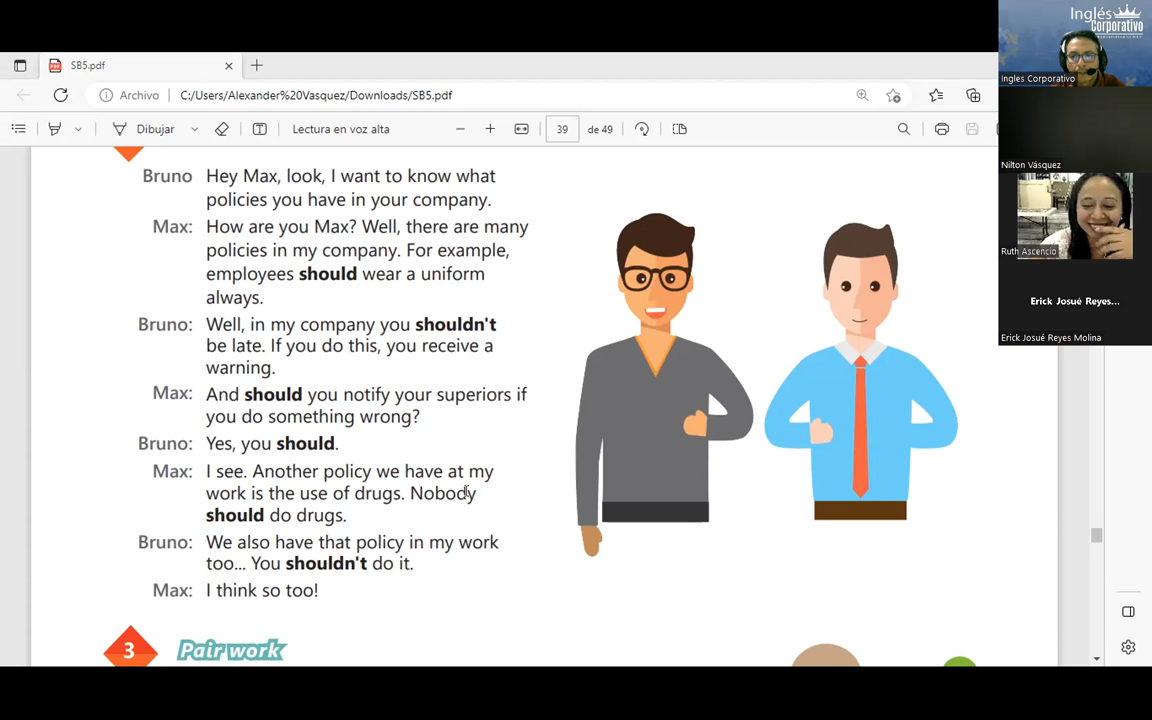 Inglés
Corporativo
SB5.pdf
Archivo
C:/Users/Alexander%20Vasquez/Downloads/SB5.pdf
Ingles Corporativo
Dibujar
Lectura en voz alta
39
de 49
Nilton Vásquez
Bruno Hey Max, look, I want to know what
policies you have in your company.
Max: How are you Max? Well, there are many
policies in my company. For example,
employees should wear a uniform
always.
Ruth Ascencio
Erick Josué Reyes...
Erick Josué Reyes Molina
Bruno: Well, in my company you shouldn't
be late. If you do this, you receive a
warning.
Max: And should you notify your superiors if
you do something wrong?
Bruno: Yes, you should.
Max: I see. Another policy we have at my
work is the use of drugs. Nobody
should do drugs.
Bruno: We also have that policy in my work
too... You shouldn't do it.
Max: I think so too!
3 Pair work